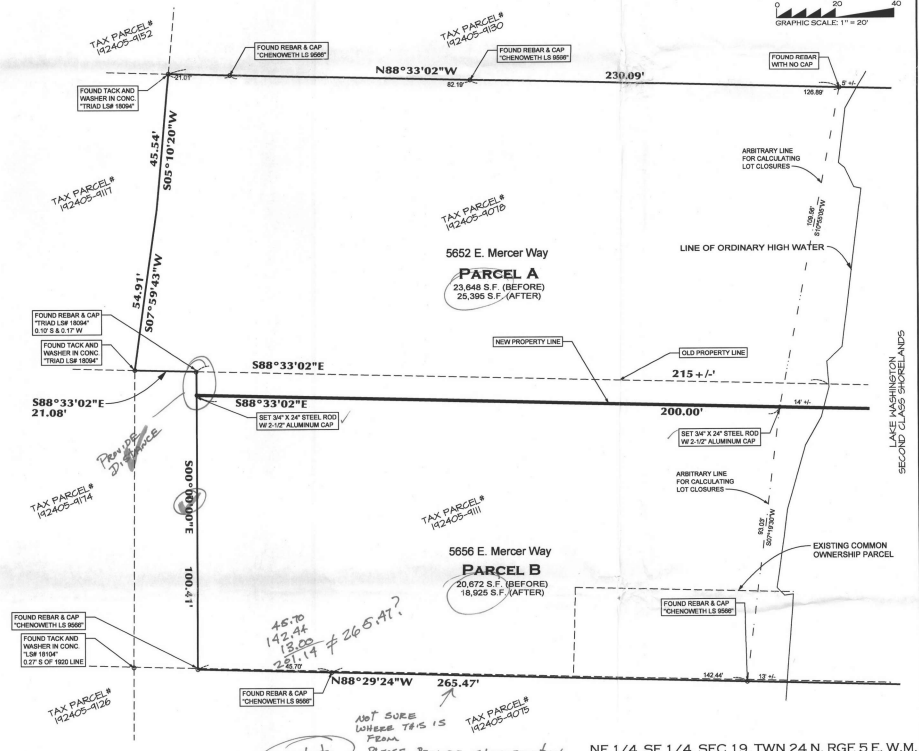 0 20 40
GRAPHIC SCALE: 1" = 20'
TAX PARCEL#
192405-9152
TAX PARCEL#
192405-9130
FOUND REBAR & CAP
"CHENOWETH LS 9566"
FOUND REBAR & CAP
"CHENOWETH LS 9566"
FOUND REBAR
WITH NO CAP
N88°33'02"W
230.09'
21.01'
82.19'
126.89'
5' +/-
FOUND TACK AND
WASHER IN CONC.
"TRIAD LS# 18094"
45.54'
S05°10'20"W
ARBITRARY LINE
FOR CALCULATING
LOT CLOSURES
TAX PARCEL#
192405-9117
TAX PARCEL#
192405-9078
108.96'
S10°55'05"W
5652 E. Mercer Way
PARCEL A
23,648 S.F. (BEFORE)
25,395 S.F. (AFTER)
LINE OF ORDINARY HIGH WATER
54.91'
S07°59'43"W
FOUND REBAR & CAP
"TRIAD LS# 18094"
0.10' S & 0.17' W
FOUND TACK AND
WASHER IN CONC.
"TRIAD LS# 18094"
NEW PROPERTY LINE
OLD PROPERTY LINE
S88°33'02"E
215 +/-'
S88°33'02"E
21.08'
S88°33'02"E
200.00'
14' +/-
SET 3/4" X 24" STEEL ROD
W/ 2-1/2" ALUMINUM CAP
SET 3/4" X 24" STEEL ROD
W/ 2-1/2" ALUMINUM CAP
LAKE WASHINGTON
SECOND CLASS SHORELANDS
PROVIDE
DISTANCE
S00°00'00"E
100.41'
ARBITRARY LINE
FOR CALCULATING
LOT CLOSURES
TAX PARCEL#
192405-9174
TAX PARCEL#
192405-9111
93.03'
S07°19'30"W
5656 E. Mercer Way
PARCEL B
20,672 S.F. (BEFORE)
18,925 S.F. (AFTER)
EXISTING COMMON
OWNERSHIP PARCEL
FOUND REBAR & CAP
"CHENOWETH LS 9566"
FOUND REBAR & CAP
"CHENOWETH LS 9566"
FOUND TACK AND
WASHER IN CONC.
"LS# 18104"
0.27' S OF 1920 LINE
45.70
142.44
13.00
201.14 ≠ 265.47?
45.70'
142.44'
13' +/-
N88°29'24"W
265.47'
FOUND REBAR & CAP
"CHENOWETH LS 9566"
TAX PARCEL#
192405-9126
TAX PARCEL#
192405-9075
NOT SURE
WHERE THIS IS
FROM
NE 1/4, SE 1/4, SEC 19, TWN 24 N, RGE 5 E, W.M.